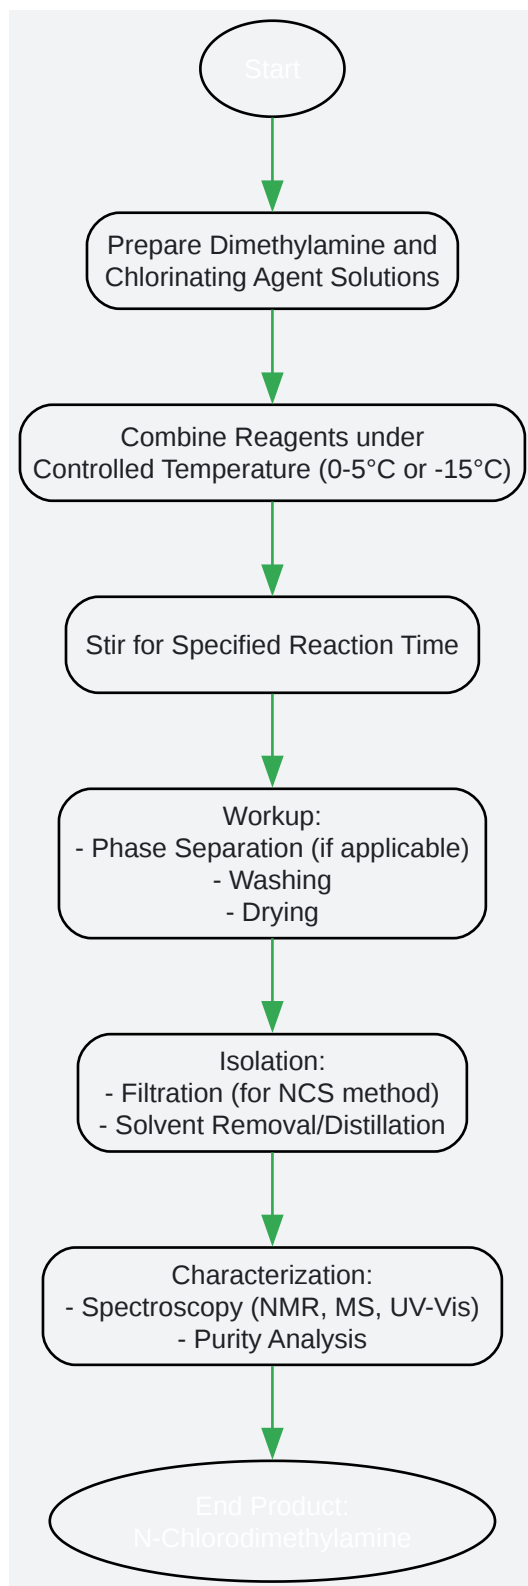 Start
Prepare Dimethylamine and
Chlorinating Agent Solutions
Combine Reagents under
Controlled Temperature (0-5°C or -15°C)
Stir for Specified Reaction Time
Workup:
- Phase Separation (if applicable)
- Washing
- Drying
Isolation:
- Filtration (for NCS method)
- Solvent Removal/Distillation
Characterization:
- Spectroscopy (NMR, MS, UV-Vis)
- Purity Analysis
End Product:
N-Chlorodimethylamine